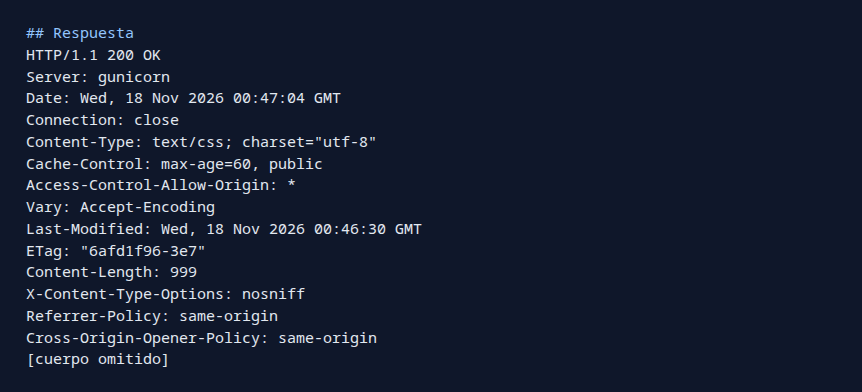 ## Respuesta
HTTP/1.1 200 OK
Server: gunicorn
Date: Wed, 18 Nov 2026 00:47:04 GMT
Connection: close
Content-Type: text/css; charset="utf-8"
Cache-Control: max-age=60, public
Access-Control-Allow-Origin: *
Vary: Accept-Encoding
Last-Modified: Wed, 18 Nov 2026 00:46:30 GMT
ETag: "6afd1f96-3e7"
Content-Length: 999
X-Content-Type-Options: nosniff
Referrer-Policy: same-origin
Cross-Origin-Opener-Policy: same-origin
[cuerpo omitido]